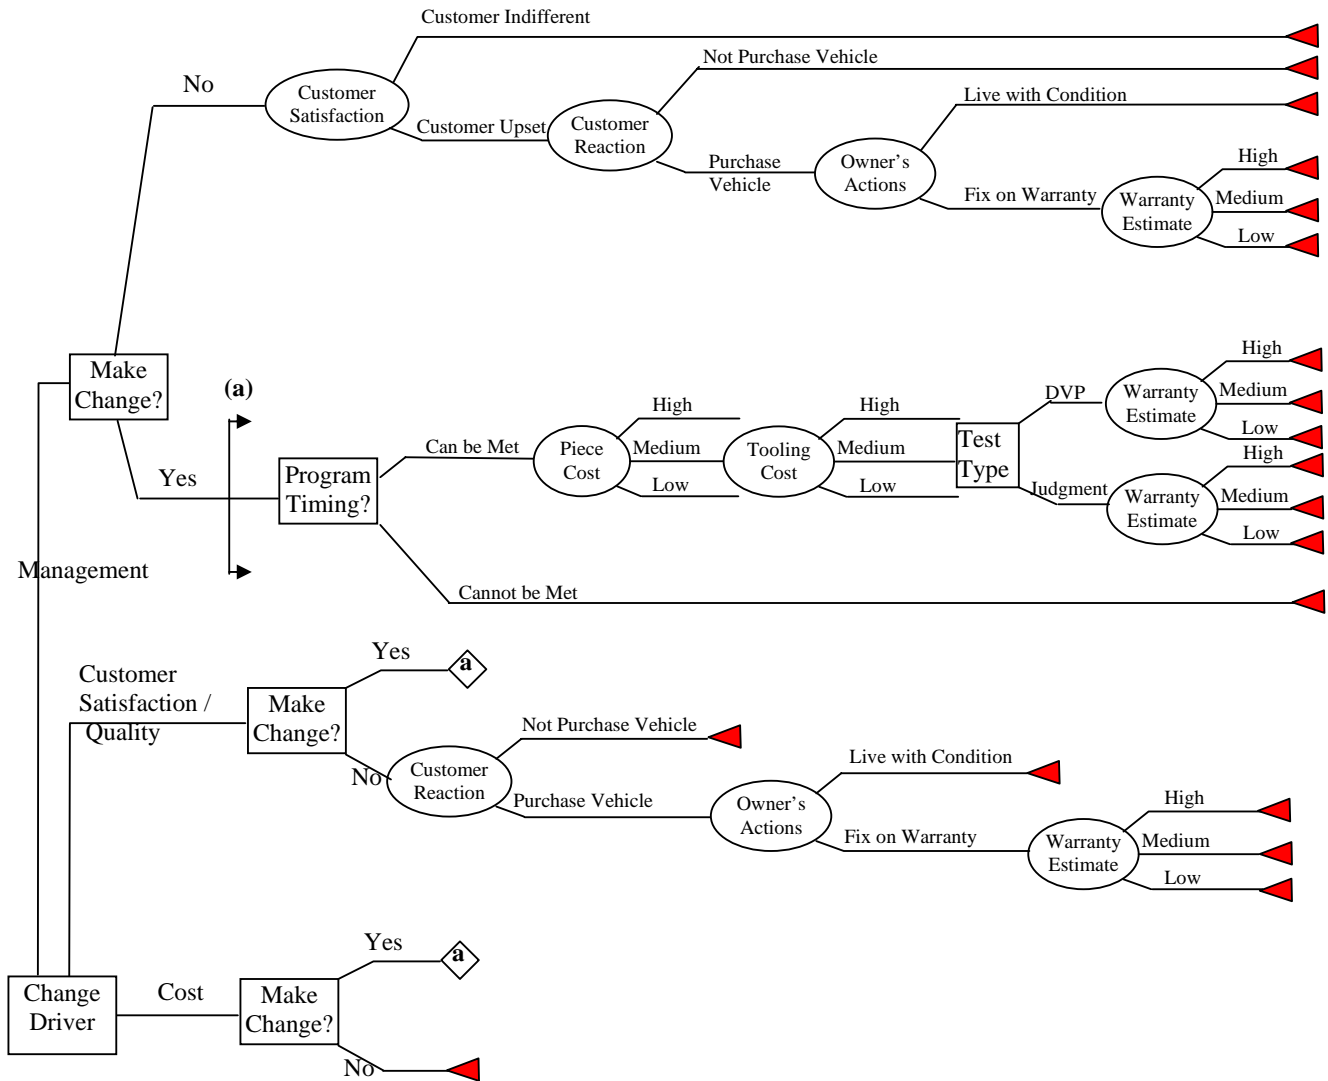 Customer Indifferent
Not Purchase Vehicle
No
Customer
Satisfaction
Customer Upset
Customer
Reaction
Live with Condition
Purchase
Vehicle
Owner's
Actions
Fix on Warranty
Warranty
Estimate
High
Medium
Low
Make
Change?
(a)
Yes
Program
Timing?
Can be Met
Piece
Cost
High
Medium
Low
Tooling
Cost
High
Medium
Low
Test
Type
DVP
Warranty
Estimate
High
Medium
Low
Judgment
Warranty
Estimate
High
Medium
Low
Cannot be Met
Management
Customer
Satisfaction /
Quality
Make
Change?
Yes
a
No
Customer
Reaction
Not Purchase Vehicle
Purchase Vehicle
Owner's
Actions
Live with Condition
Fix on Warranty
Warranty
Estimate
High
Medium
Low
Change
Driver
Cost
Make
Change?
Yes
a
No